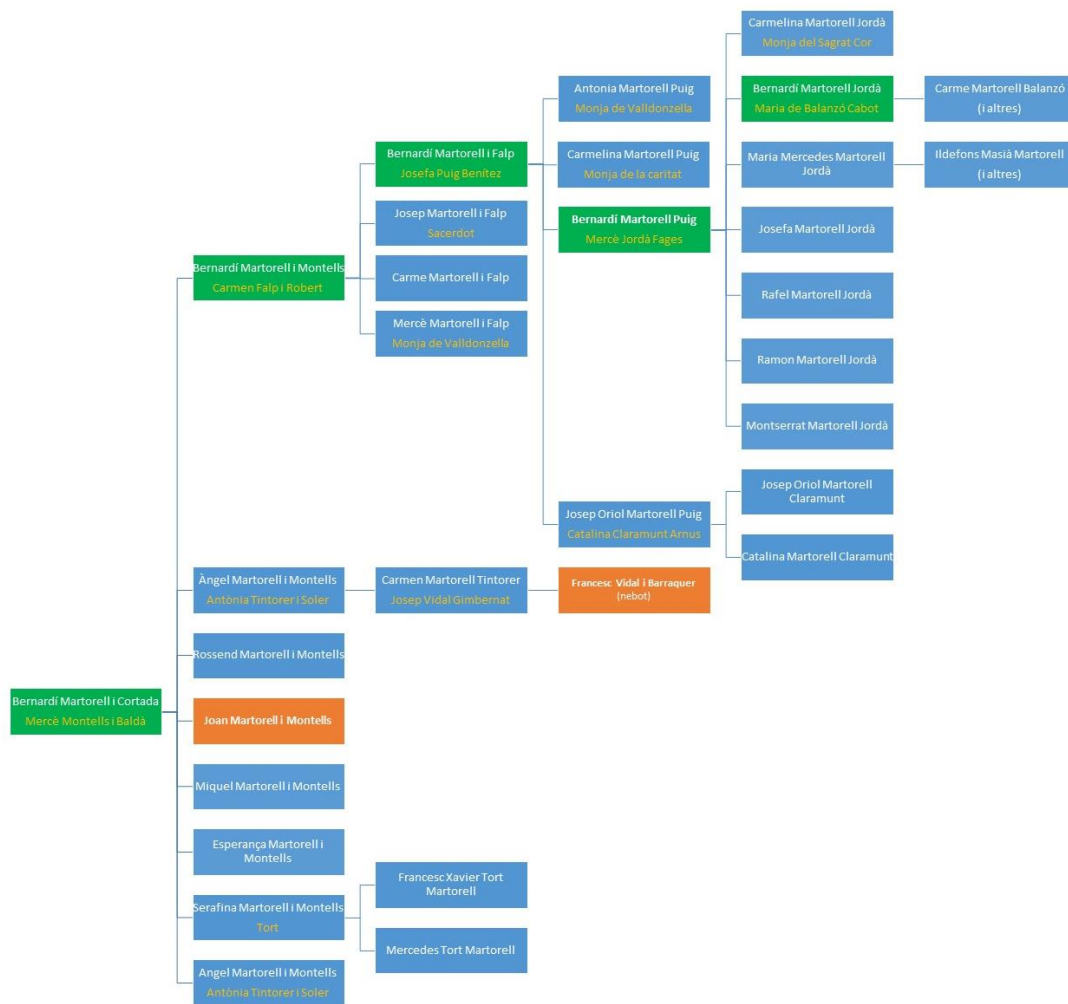 Bernardí Martorell i Cortada
Mercè Montells i Baldà
Bernardí Martorell i Montells
Carmen Falp i Robert
Bernardí Martorell i Falp
Josefa Puig Benítez
Antonia Martorell Puig
Monja de Valldonzella
Carmelina Martorell Puig
Monja de la caritat
Bernardí Martorell Puig
Mercè Jordà Fages
Carmelina Martorell Jordà
Monja del Sagrat Cor
Bernardí Martorell Jordà
Maria de Balanzó Cabot
Carme Martorell Balanzó
(i altres)
Maria Mercedes Martorell
Jordà
Ildefons Masià Martorell
(i altres)
Josefa Martorell Jordà
Rafel Martorell Jordà
Ramon Martorell Jordà
Montserrat Martorell Jordà
Josep Oriol Martorell Puig
Catalina Claramunt Arnus
Josep Oriol Martorell
Claramunt
Catalina Martorell Claramunt
Josep Martorell i Falp
Sacerdot
Carme Martorell i Falp
Mercè Martorell i Falp
Monja de Valldonzella
Àngel Martorell i Montells
Antònia Tintorer i Soler
Carmen Martorell Tintorer
Josep Vidal Gimbernat
Francesc Vidal i Barraquer
(nebot)
Rossend Martorell i Montells
Joan Martorell i Montells
Miquel Martorell i Montells
Esperança Martorell i
Montells
Serafina Martorell i Montells
Tort
Francesc Xavier Tort
Martorell
Mercedes Tort Martorell
Angel Martorell i Montells
Antònia Tintorer i Soler